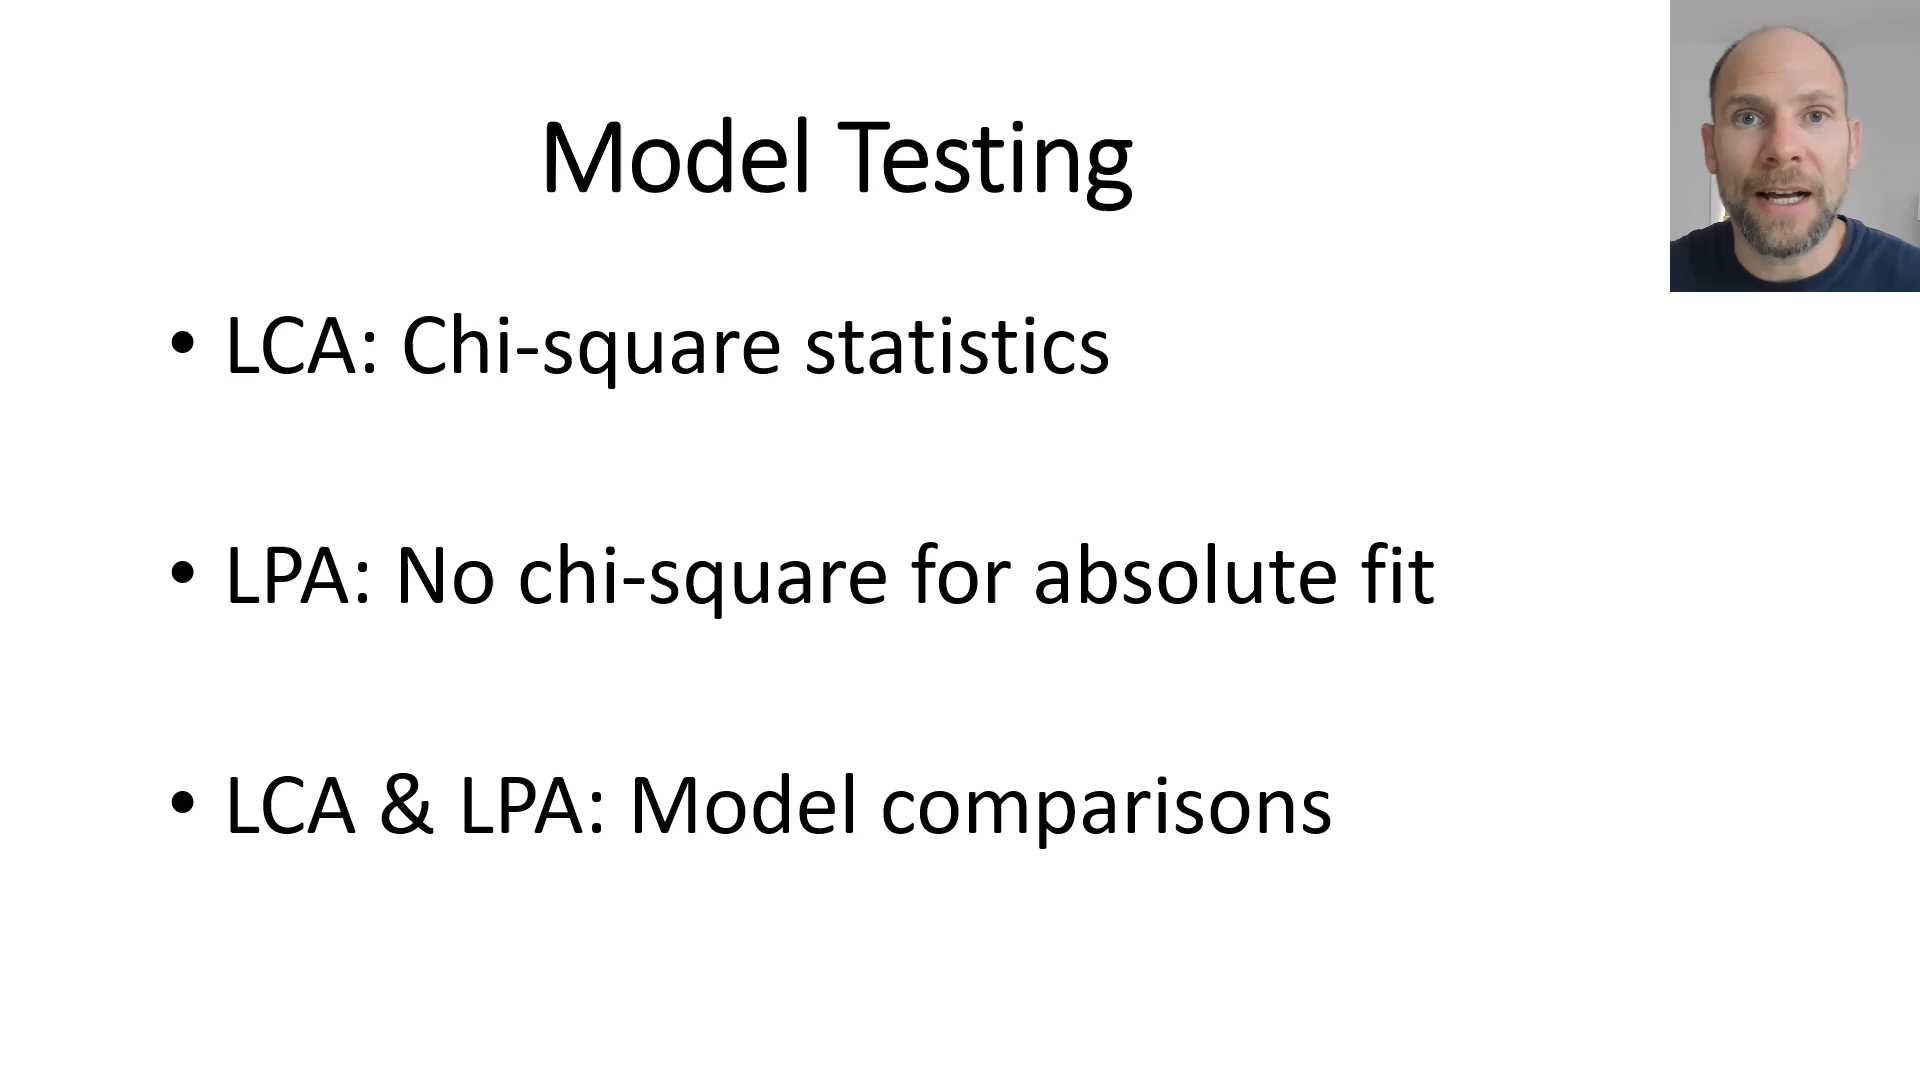 Model Testing
• LCA: Chi-square statistics
• LPA: No chi-square for absolute fit
• LCA & LPA: Model comparisons